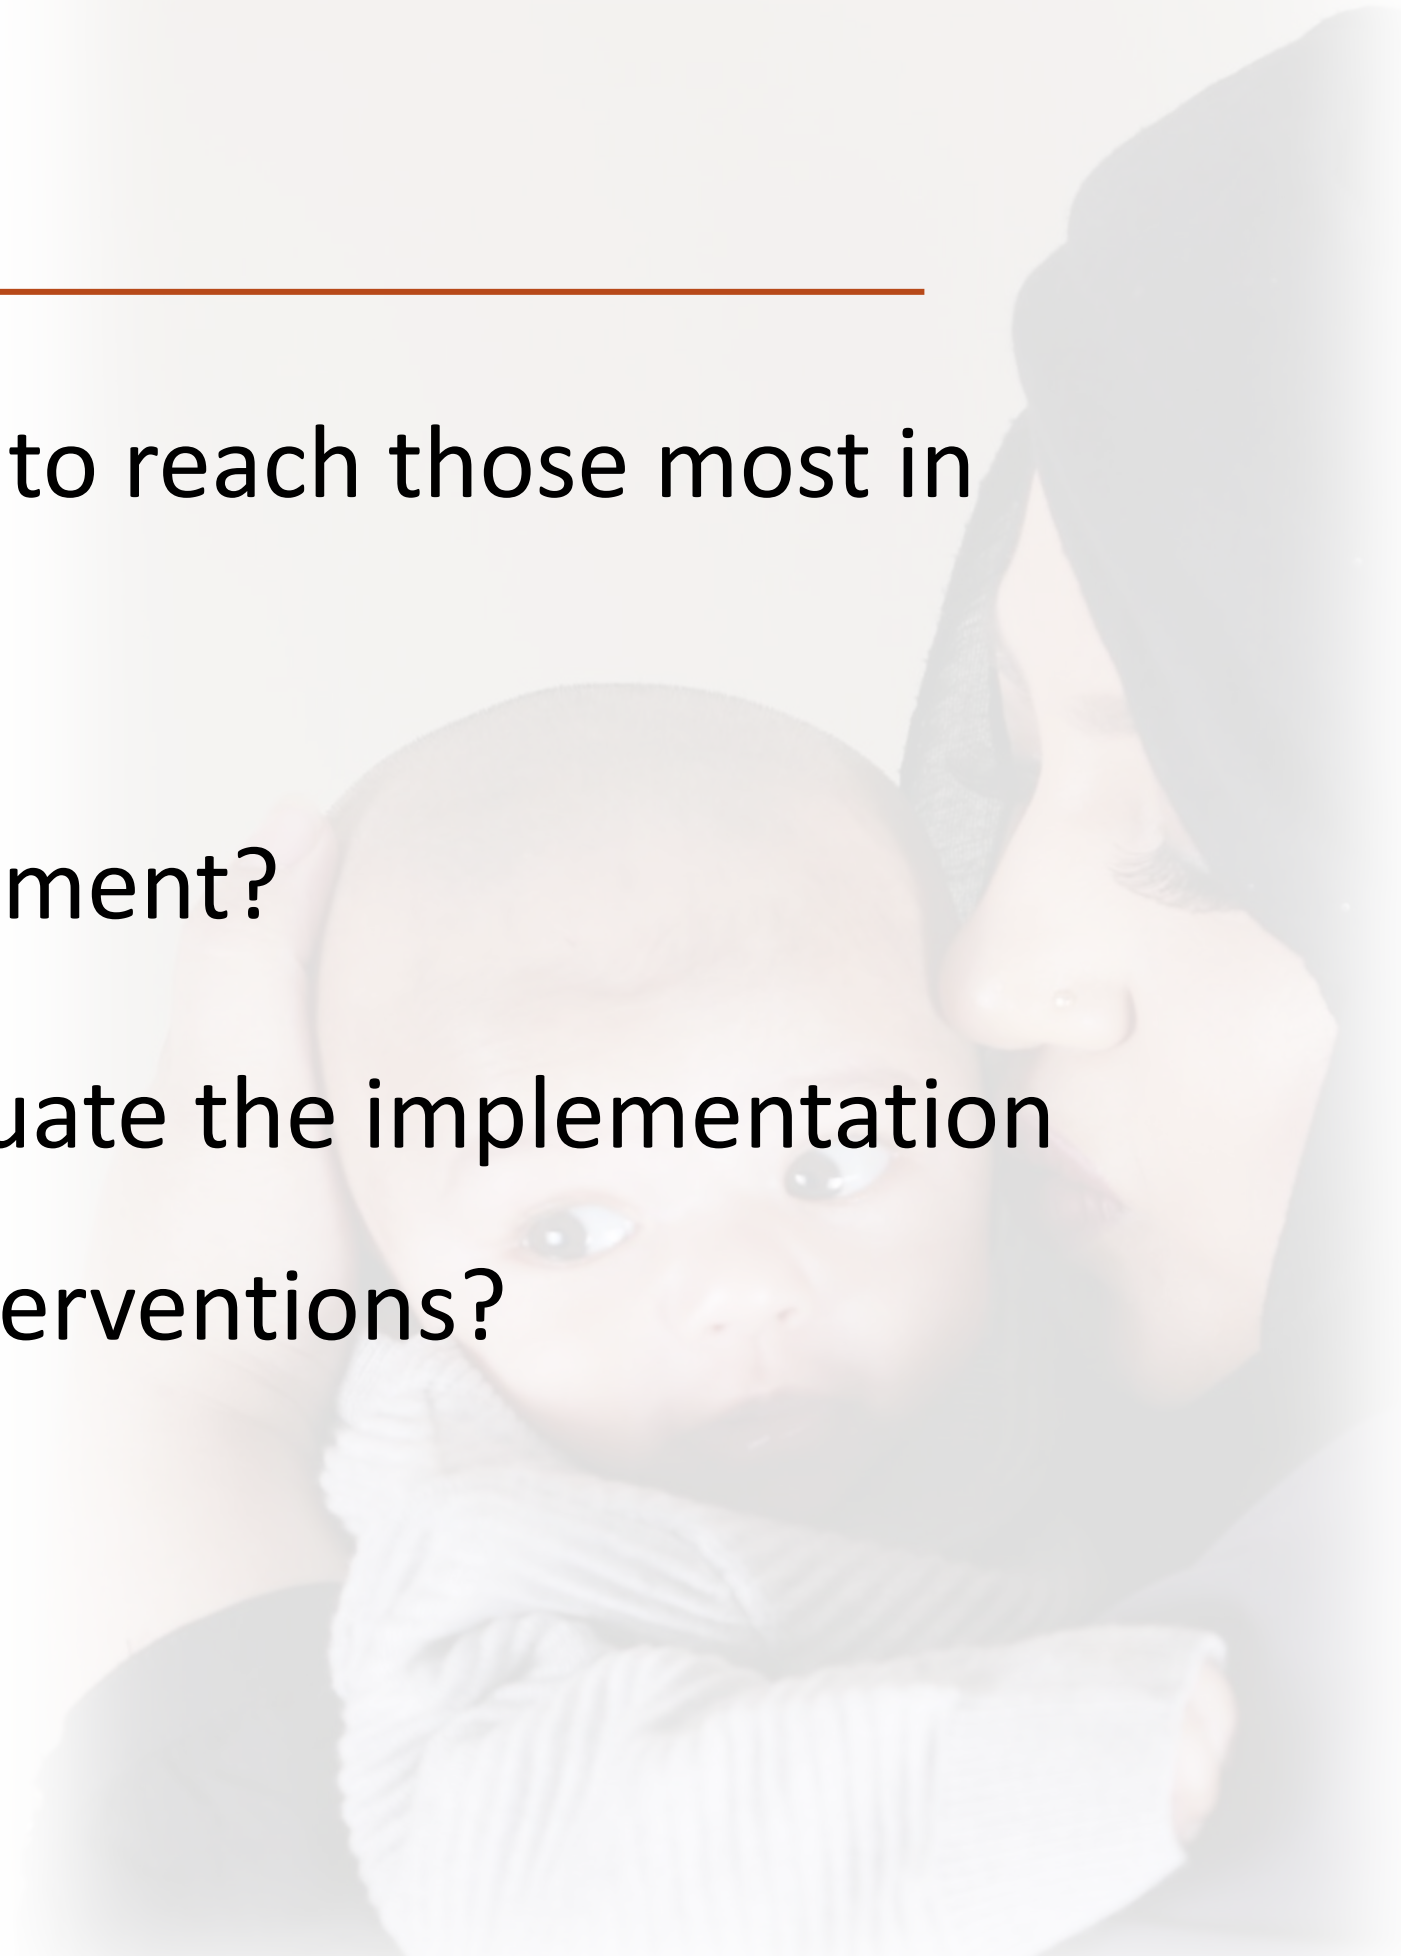 to reach those most in
ment?
uate the implementation
erventions?